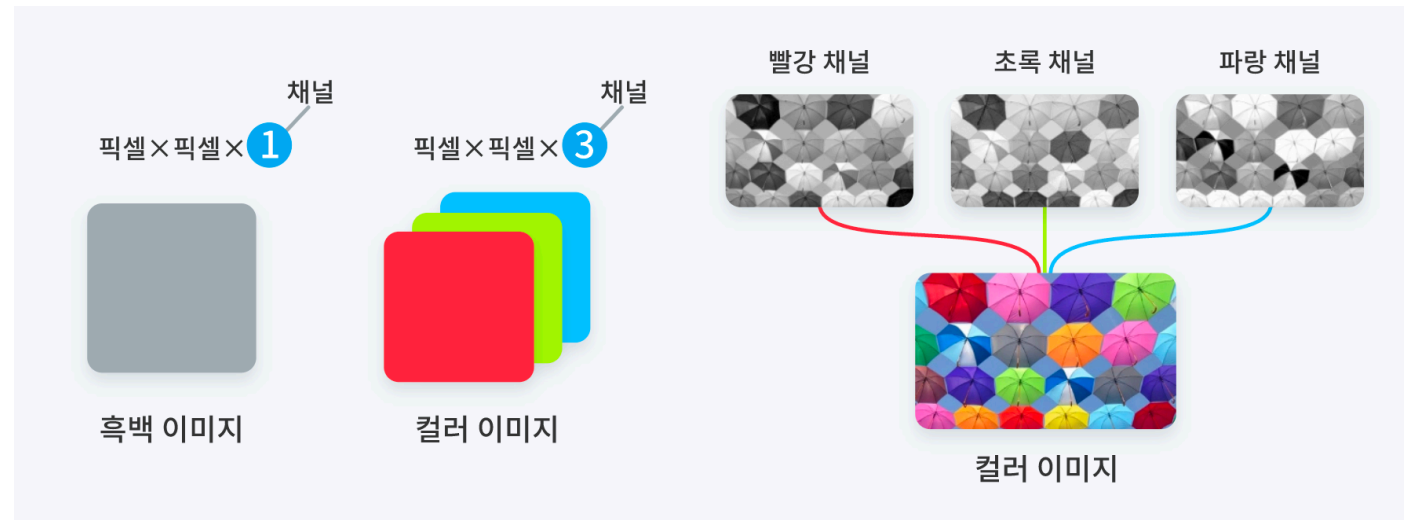 채널
픽셀×픽셀×1
흑백 이미지
채널
픽셀×픽셀×3
컬러 이미지
빨강 채널
초록 채널
파랑 채널
컬러 이미지